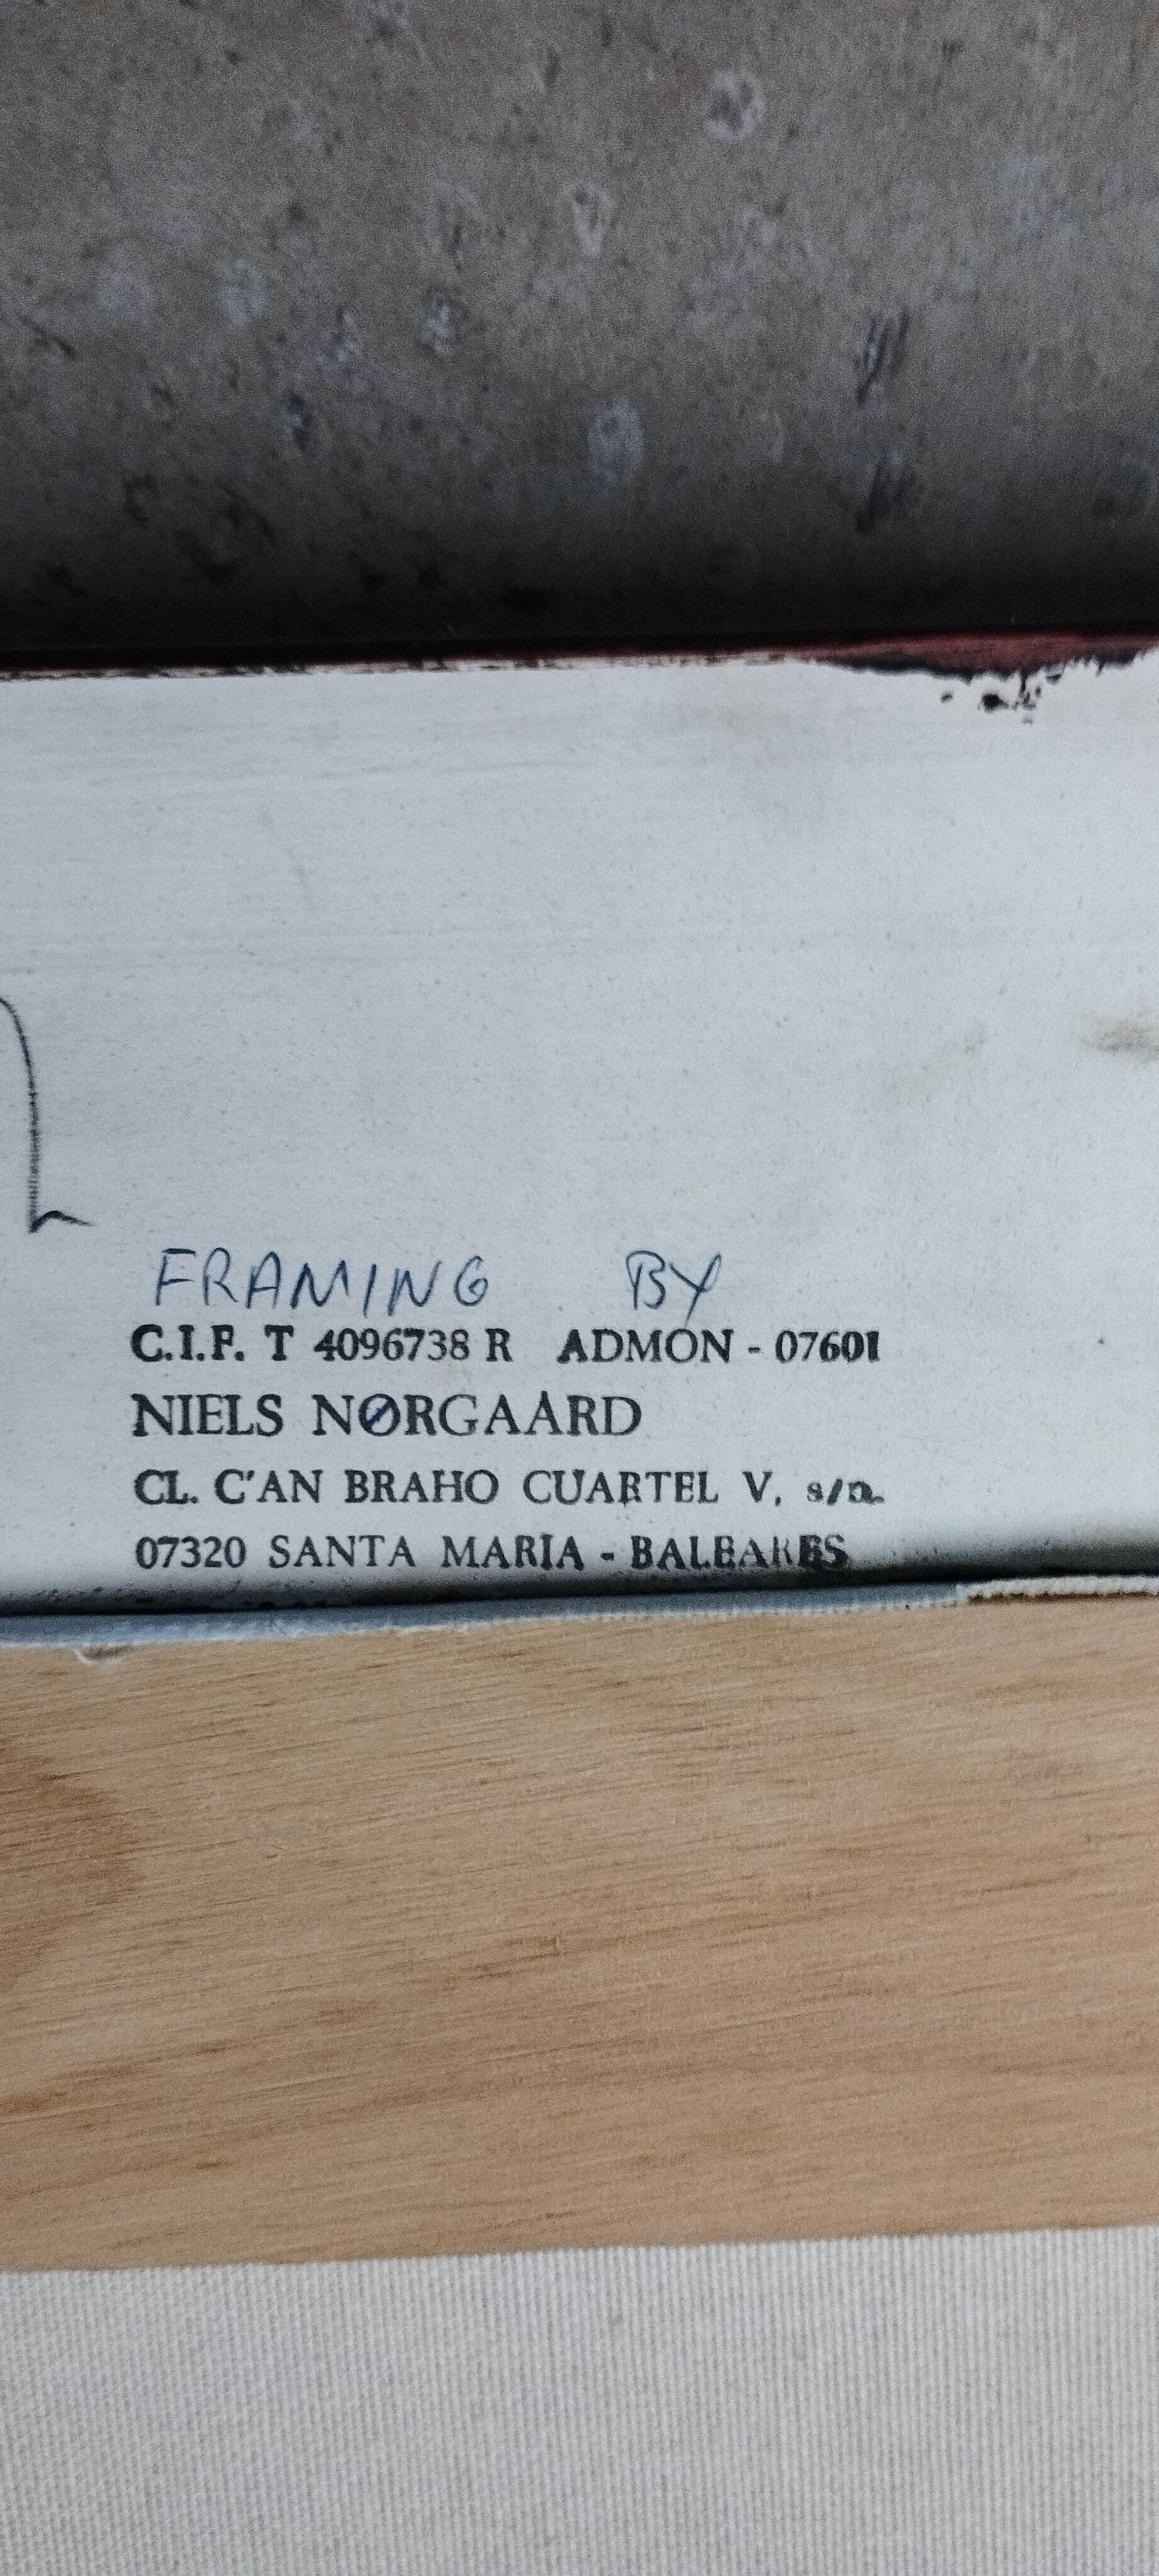 FRAMING BY
C.I.F. T 4096738 R ADMON - 07601
NIELS NØRGAARD
CL. C'AN BRAHO CUARTEL V, s/n.
07320 SANTA MARIA - BALEARES